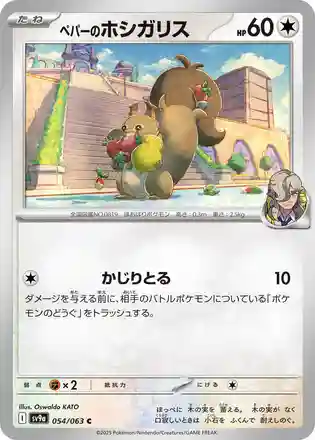 たね
ペパーのホシガリス
HP60
全国図鑑NO.0819 ほおばりポケモン 高さ:0.3m 重さ:2.5kg
かじりとる 10
ダメージを与える前に、相手のバトルポケモンについている「ポケ
モンのどうぐ」をトラッシュする。
弱点 ×2 抵抗力 にげる
Illus. Oswaldo KATO
I sv9a 054/063 C
ほっぺに 木の実を 蓄える。 木の実が
口寂しいときは 小石を ふくんで 耐えしのぐ。
©2025 Pokémon/Nintendo/Creatures/GAME FREAK.